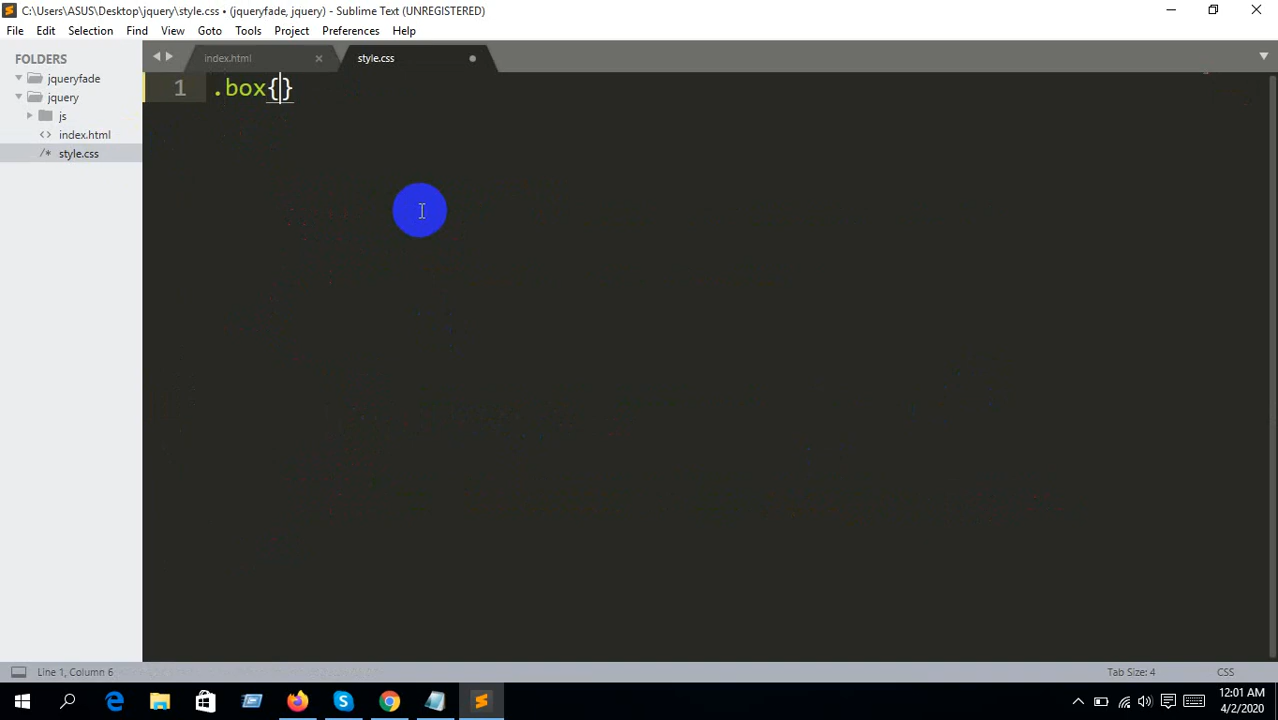 C:\Users\ASUS\Desktop\jquery\style.css • (jqueryfade, jquery) - Sublime Text (UNREGISTERED)
File Edit Selection Find View Goto Tools Project Preferences Help
FOLDERS
jqueryfade
jquery
js
index.html
style.css
index.html
style.css
1 .box{}
Line 1, Column 6
Tab Size: 4
CSS
12:01 AM
4/2/2020